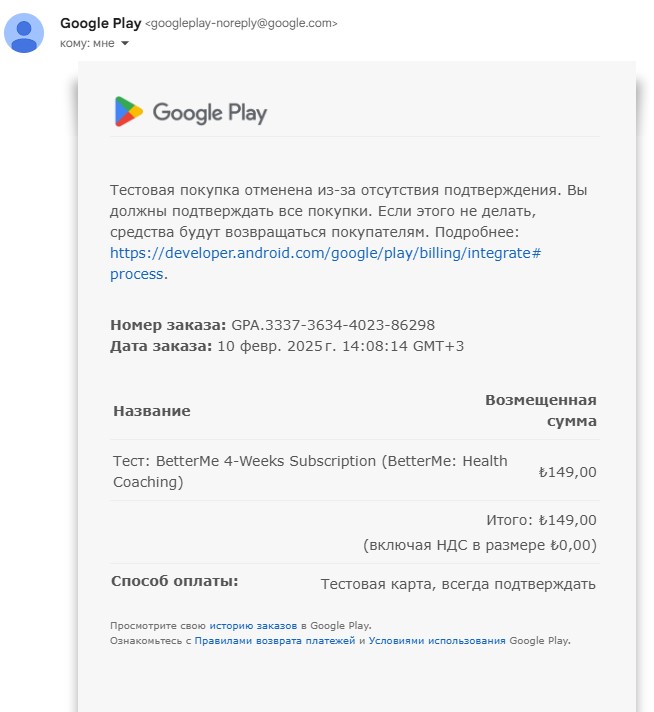 Google Play <googleplay-noreply@google.com>
кому: мне
Google Play
Тестовая покупка отменена из-за отсутствия подтверждения. Вы
должны подтверждать все покупки. Если этого не делать,
средства будут возвращаться покупателям. Подробнее:
https://developer.android.com/google/play/billing/integrate#
process.
Номер заказа: GPA.3337-3634-4023-86298
Дата заказа: 10 февр. 2025 г. 14:08:14 GMT+3
Название
Возмещенная
сумма
Тест: BetterMe 4-Weeks Subscription (BetterMe: Health
Coaching)
₺149,00
Итого: ₺149,00
(включая НДС в размере ₺0,00)
Способ оплаты:
Тестовая карта, всегда подтверждать
Просмотрите свою историю заказов в Google Play.
Ознакомьтесь с Правилами возврата платежей и Условиями использования Google Play.